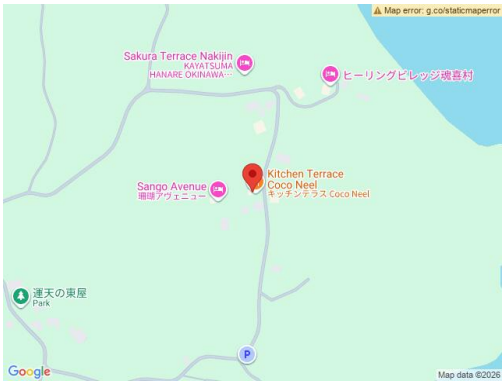 Map error: g.co/staticmaperror
Sakura Terrace Nakijin
KAYATSUMA
HANARE OKINAWA…
ヒーリングビレッジ魂喜村
Kitchen Terrace
Coco Neel
キッチンテラス Coco Neel
Sango Avenue
珊瑚アヴェニュー
運天の東屋
Park
P
Google
Map data ©2026